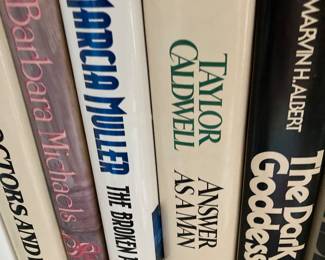 Barbara Michaels
MARCIA MULLER
THE BROKEN
TAYLOR
CALDWELL
ANSWER
AS A MAN
MARVIN H. ALBERT
The Dark
Goddess